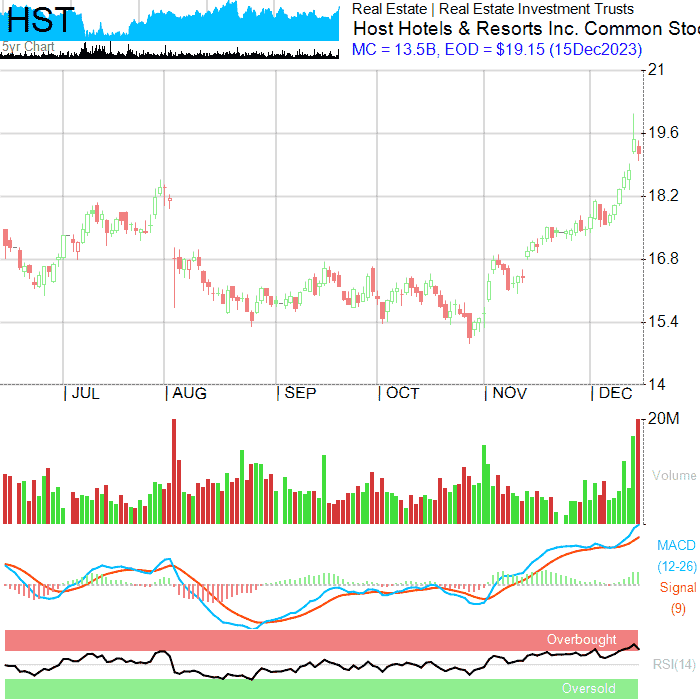 HST
5yr Chart
Real Estate | Real Estate Investment Trusts
Host Hotels & Resorts Inc. Common Stoc
MC = 13.5B, EOD = $19.15 (15Dec2023)
21
19.6
18.2
16.8
15.4
14
| JUL | AUG | SEP | OCT | NOV | DEC
20M
Volume
MACD
(12-26)
Signal
(9)
Overbought
RSI(14)
Oversold